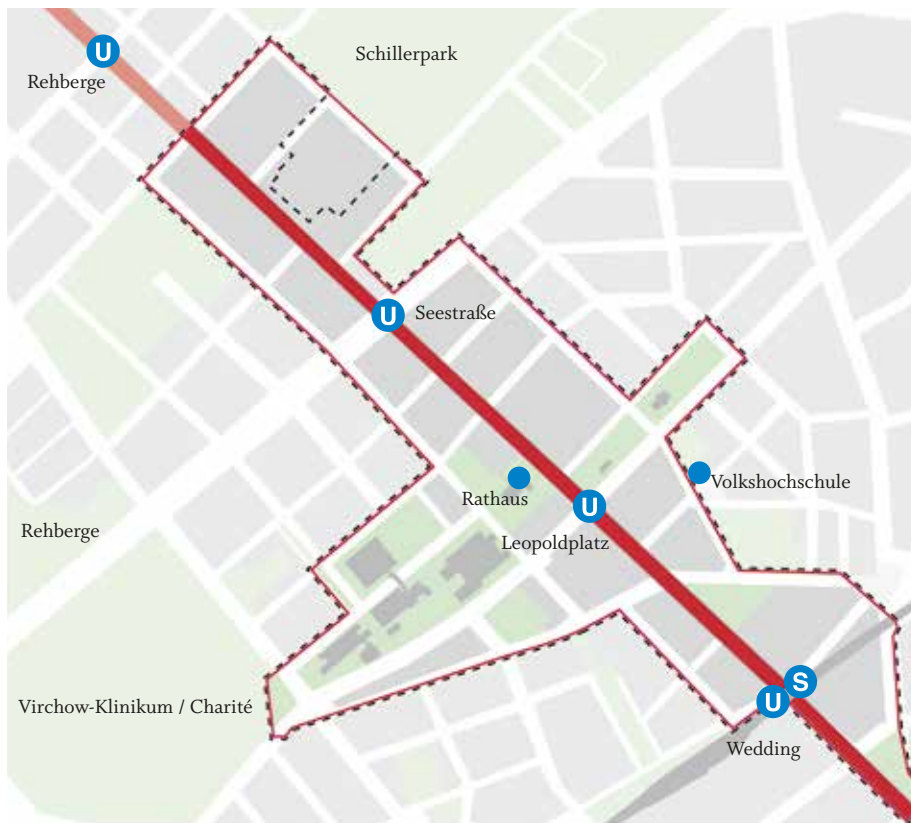 U
Schillerpark
Rehberge
U
Seestraße
Rathaus
Volkshochschule
U
Leopoldplatz
Rehberge
Virchow-Klinikum / Charité
S
U
Wedding